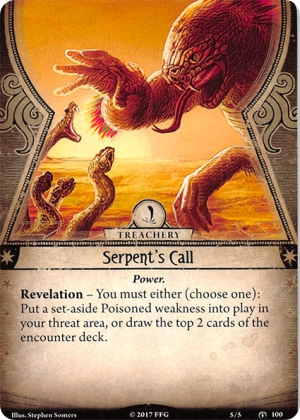 TREACHERY
Serpent's Call
Power.
Revelation – You must either (choose one):
Put a set-aside Poisoned weakness into play in
your threat area, or draw the top 2 cards of the
encounter deck.
Illus. Stephen Somers © 2017 FFG 5/5 100